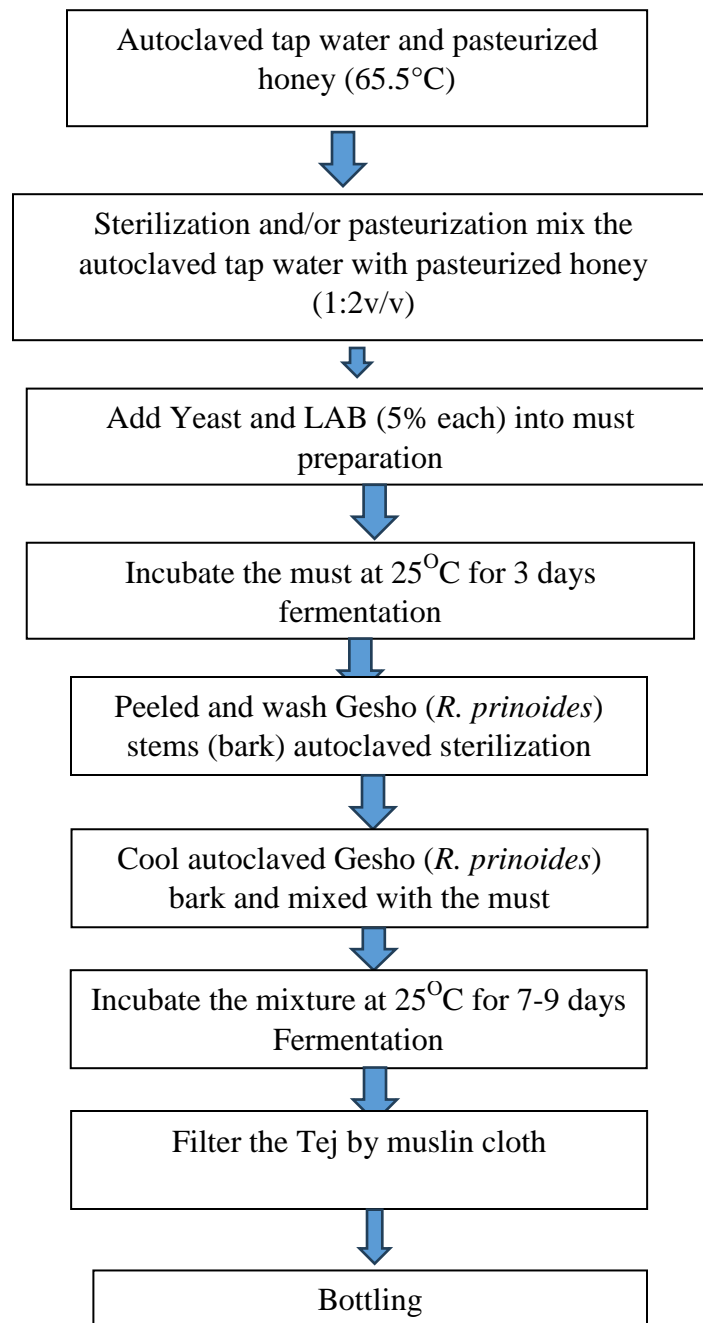 Autoclaved tap water and pasteurized
honey (65.5°C)
Sterilization and/or pasteurization mix the
autoclaved tap water with pasteurized honey
(1:2v/v)
Add Yeast and LAB (5% each) into must
preparation
Incubate the must at 25ᴼC for 3 days
fermentation
Peeled and wash Gesho (R. prinoides)
stems (bark) autoclaved sterilization
Cool autoclaved Gesho (R. prinoides)
bark and mixed with the must
Incubate the mixture at 25ᴼC for 7-9 days
Fermentation
Filter the Tej by muslin cloth
Bottling